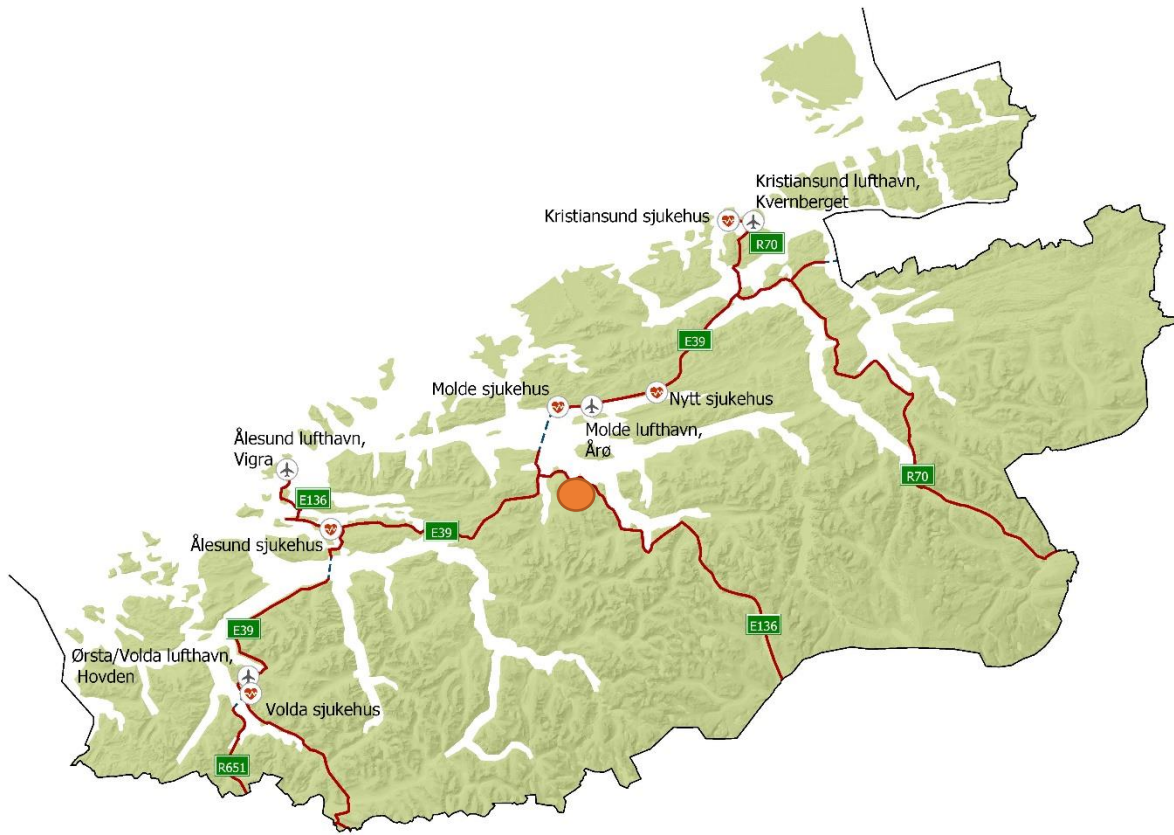 Kristiansund lufthavn,
Kvernberget
Kristiansund sjukehus
R70
E39
Molde sjukehus
Nytt sjukehus
Molde lufthavn,
Årø
Ålesund lufthavn,
Vigra
R70
E136
E39
Ålesund sjukehus
E39
E136
Ørsta/Volda lufthavn,
Hovden
Volda sjukehus
R651